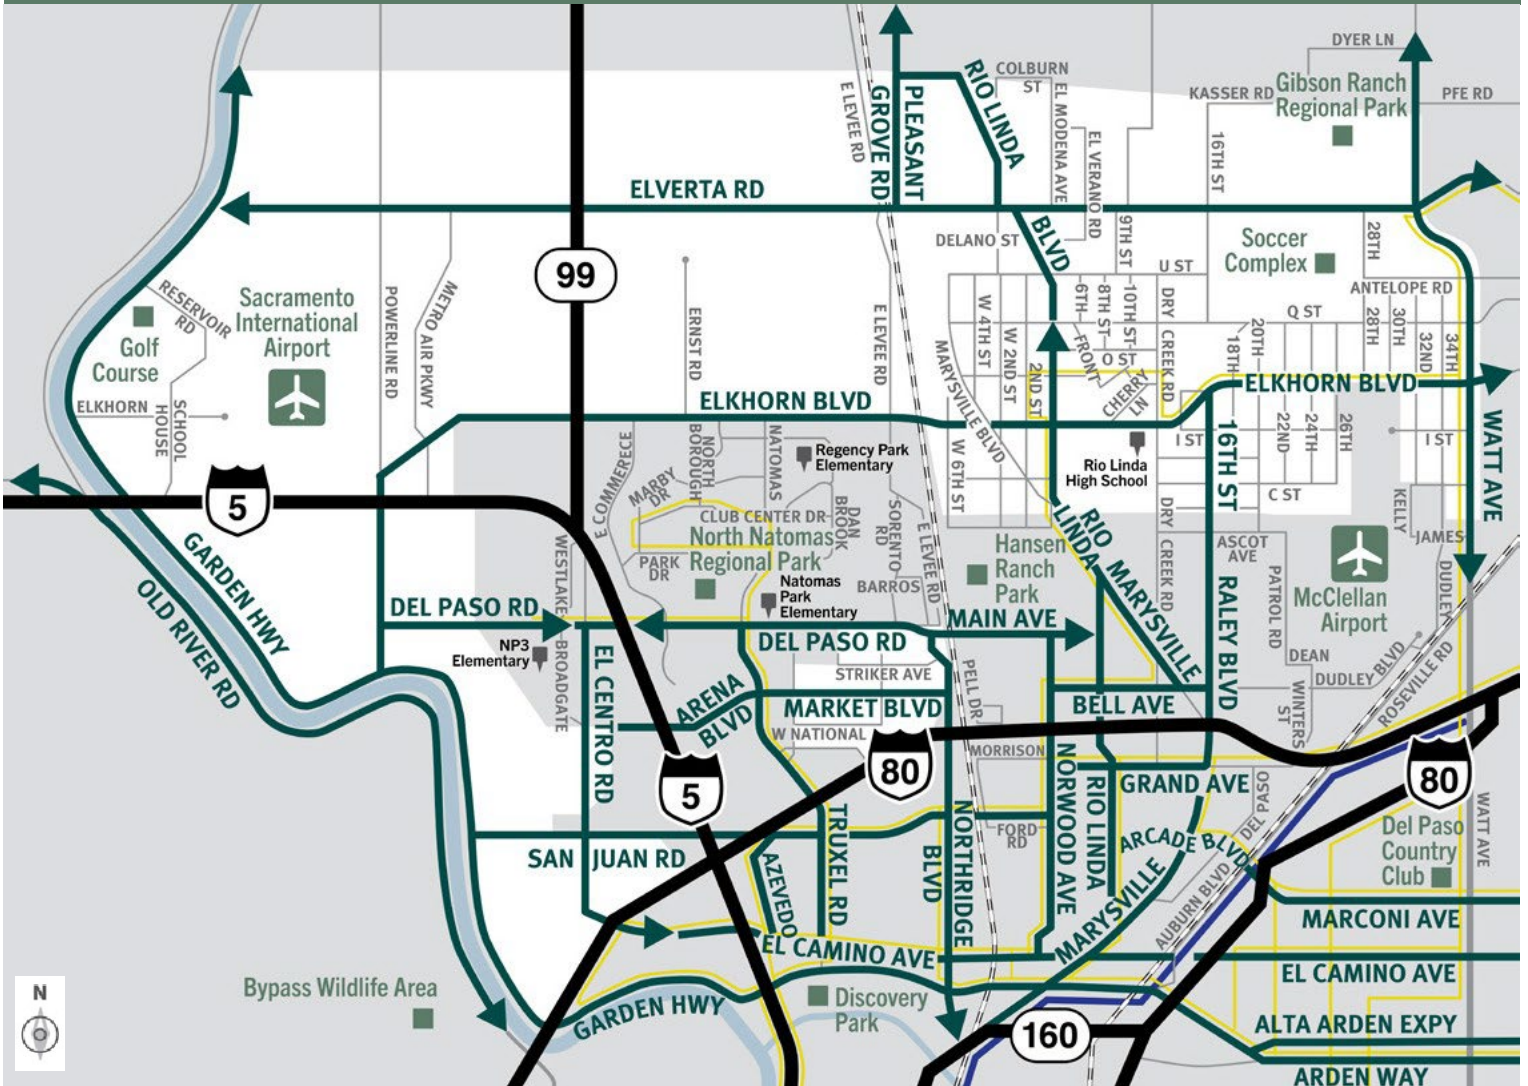 DYER LN
RIO LINDA
COLBURN
ST
Gibson Ranch
Regional Park
KASSER RD
PFE RD
E LEVEE RD
GROVE RD
PLEASANT
EL MODENA AVE
EL VERANO RD
16TH ST
ELVERTA RD
BLVD
DELANO ST
9TH ST
Soccer
Complex
28TH
99
U ST
RESERVOIR
RD
Sacramento
International
Airport
POWERLINE RD
METRO AIR PKWY
ERNST RD
E LEVEE RD
W 4TH ST
W 2ND ST
6TH
8TH ST
10TH ST
DRY
CREEK RD
ANTELOPE RD
Q ST
28TH
30TH
32ND
34TH
18TH
20TH
Golf
Course
MARYSVILLE BLVD
2ND ST
FRONT
O ST
CHERRY
LN
ELKHORN BLVD
ELKHORN
SCHOOL
HOUSE
ELKHORN BLVD
22ND
24TH
26TH
WATT AVE
I ST
I ST
16TH ST
E COMMERECE
NORTH
BOROUGH
NATOMAS
Regency Park
Elementary
W 6TH ST
Rio Linda
High School
MARBY
DR
5
CLUB CENTER DR
DAN
BROOK
SORENTO
RD
E LEVEE RD
C ST
KELLY
DRY
CREEK RD
RIO
LINDA
North Natomas
Regional Park
PARK
DR
Hansen
Ranch
Park
ASCOT
AVE
JAMES
GARDEN HWY
OLD RIVER RD
WESTLAKE
BROADGATE
Natomas
Park
Elementary
BARROS
MARYSVILLE
RALEY BLVD
PATROL RD
McClellan
Airport
DUDLEY
DEL PASO RD
MAIN AVE
DEL PASO RD
NP3
Elementary
EL CENTRO RD
STRIKER AVE
PELL DR
DEAN
DUDLEY BLVD
ROSEVILLE RD
WINTERS
ST
ARENA
BLVD
MARKET BLVD
BELL AVE
W NATIONAL
MORRISON
80
5
80
NORWOOD AVE
RIO LINDA
GRAND AVE
DEL PASO
WATT AVE
TRUXEL RD
NORTHRIDGE
BLVD
FORD
RD
ARCADE BLVD
Del Paso
Country
Club
SAN JUAN RD
AZEVEDO
MARYSVILLE
AUBURN BLVD
MARCONI AVE
EL CAMINO AVE
EL CAMINO AVE
Bypass Wildlife Area
N
GARDEN HWY
Discovery
Park
160
ALTA ARDEN EXPY
ARDEN WAY